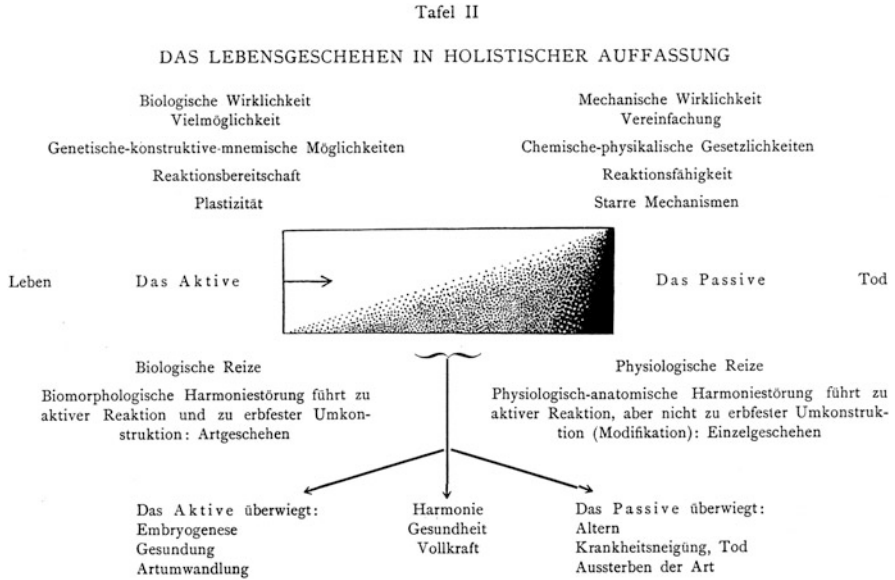 Tafel II
DAS LEBENSGESCHEHEN IN HOLISTISCHER AUFFASSUNG
Biologische Wirklichkeit
Vielmöglichkeit
Genetische-konstruktive-mnemische Möglichkeiten
Reaktionsbereitschaft
Plastizität
Mechanische Wirklichkeit
Vereinfachung
Chemische-physikalische Gesetzlichkeiten
Reaktionsfähigkeit
Starre Mechanismen
Leben
Das Aktive
Das Passive
Tod
Biologische Reize
Biomorphologische Harmoniestörung führt zu
aktiver Reaktion und zu erbfester Umkon-
struktion: Artgeschehen
Physiologische Reize
Physiologisch-anatomische Harmoniestörung führt zu
aktiver Reaktion, aber nicht zu erbfester Umkonstruk-
tion (Modifikation): Einzelgeschehen
Das Aktive überwiegt:
Embryogenese
Gesundung
Artumwandlung
Harmonie
Gesundheit
Vollkraft
Das Passive überwiegt:
Altern
Krankheitsneigüng, Tod
Aussterben der Art